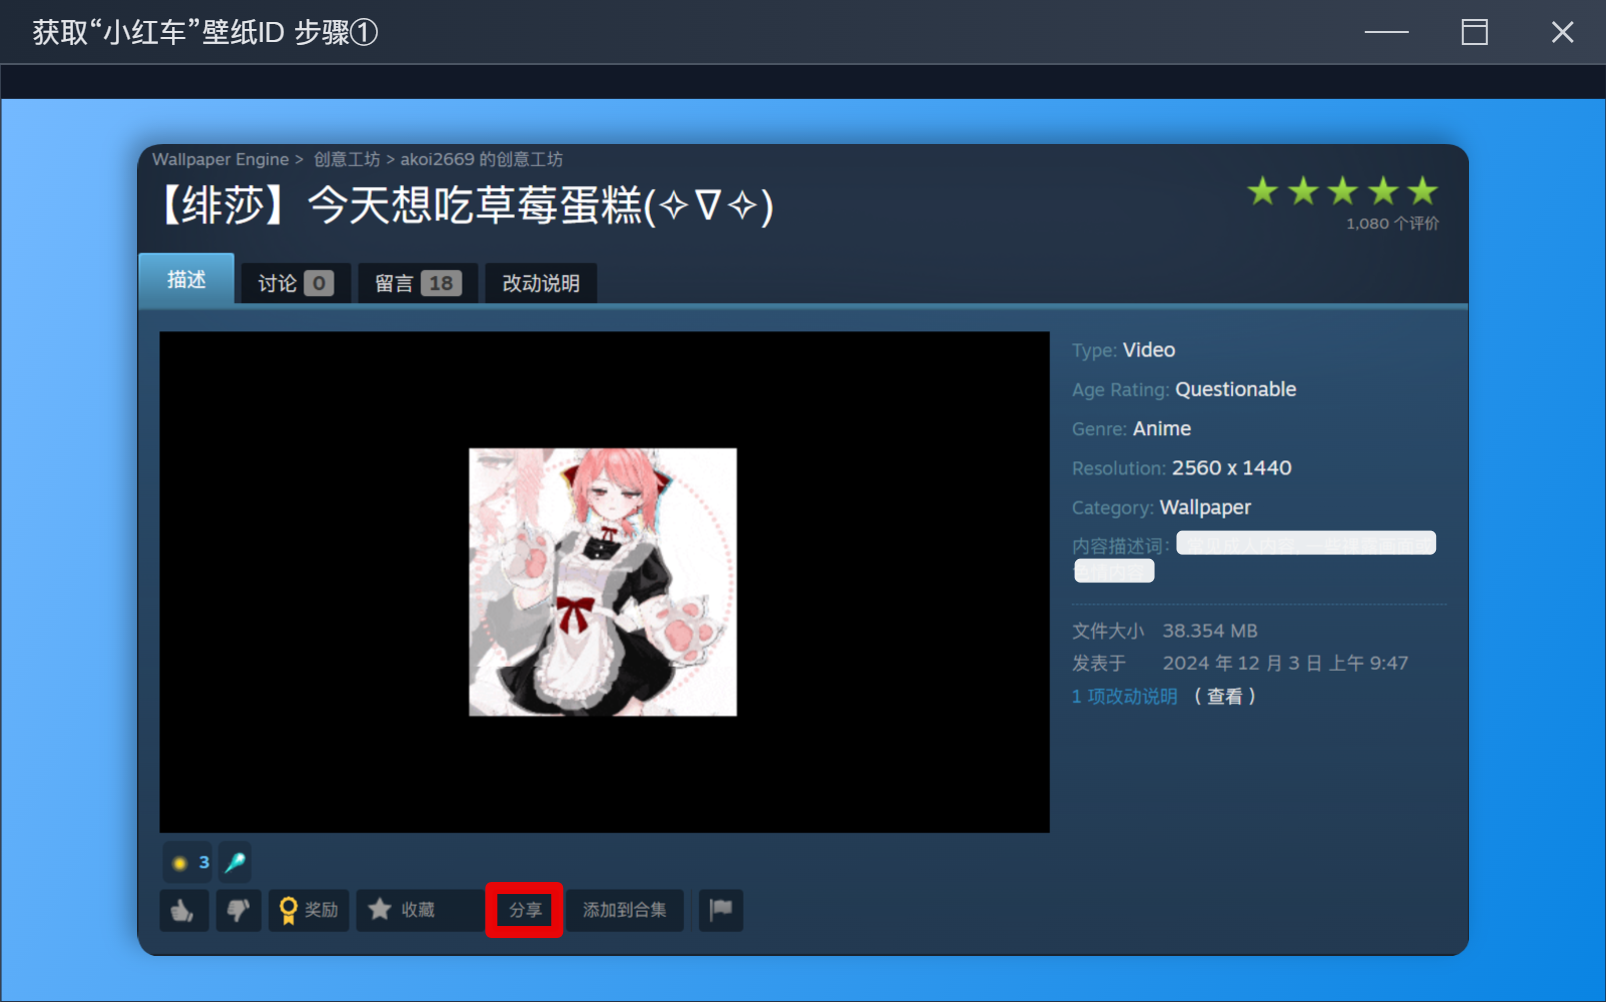 获取“小红车”壁纸ID 步骤①
Wallpaper Engine > 创意工坊 > akoi2669 的创意工坊
【绯莎】今天想吃草莓蛋糕(✧∇✧)
1,080 个评价
描述
讨论 0
留言 18
改动说明
Type: Video
Age Rating: Questionable
Genre: Anime
Resolution: 2560 x 1440
Category: Wallpaper
内容描述词:
文件大小 38.354 MB
发表于 2024 年 12 月 3 日 上午 9:47
1 项改动说明 ( 查看 )
3
奖励
收藏
分享
添加到合集